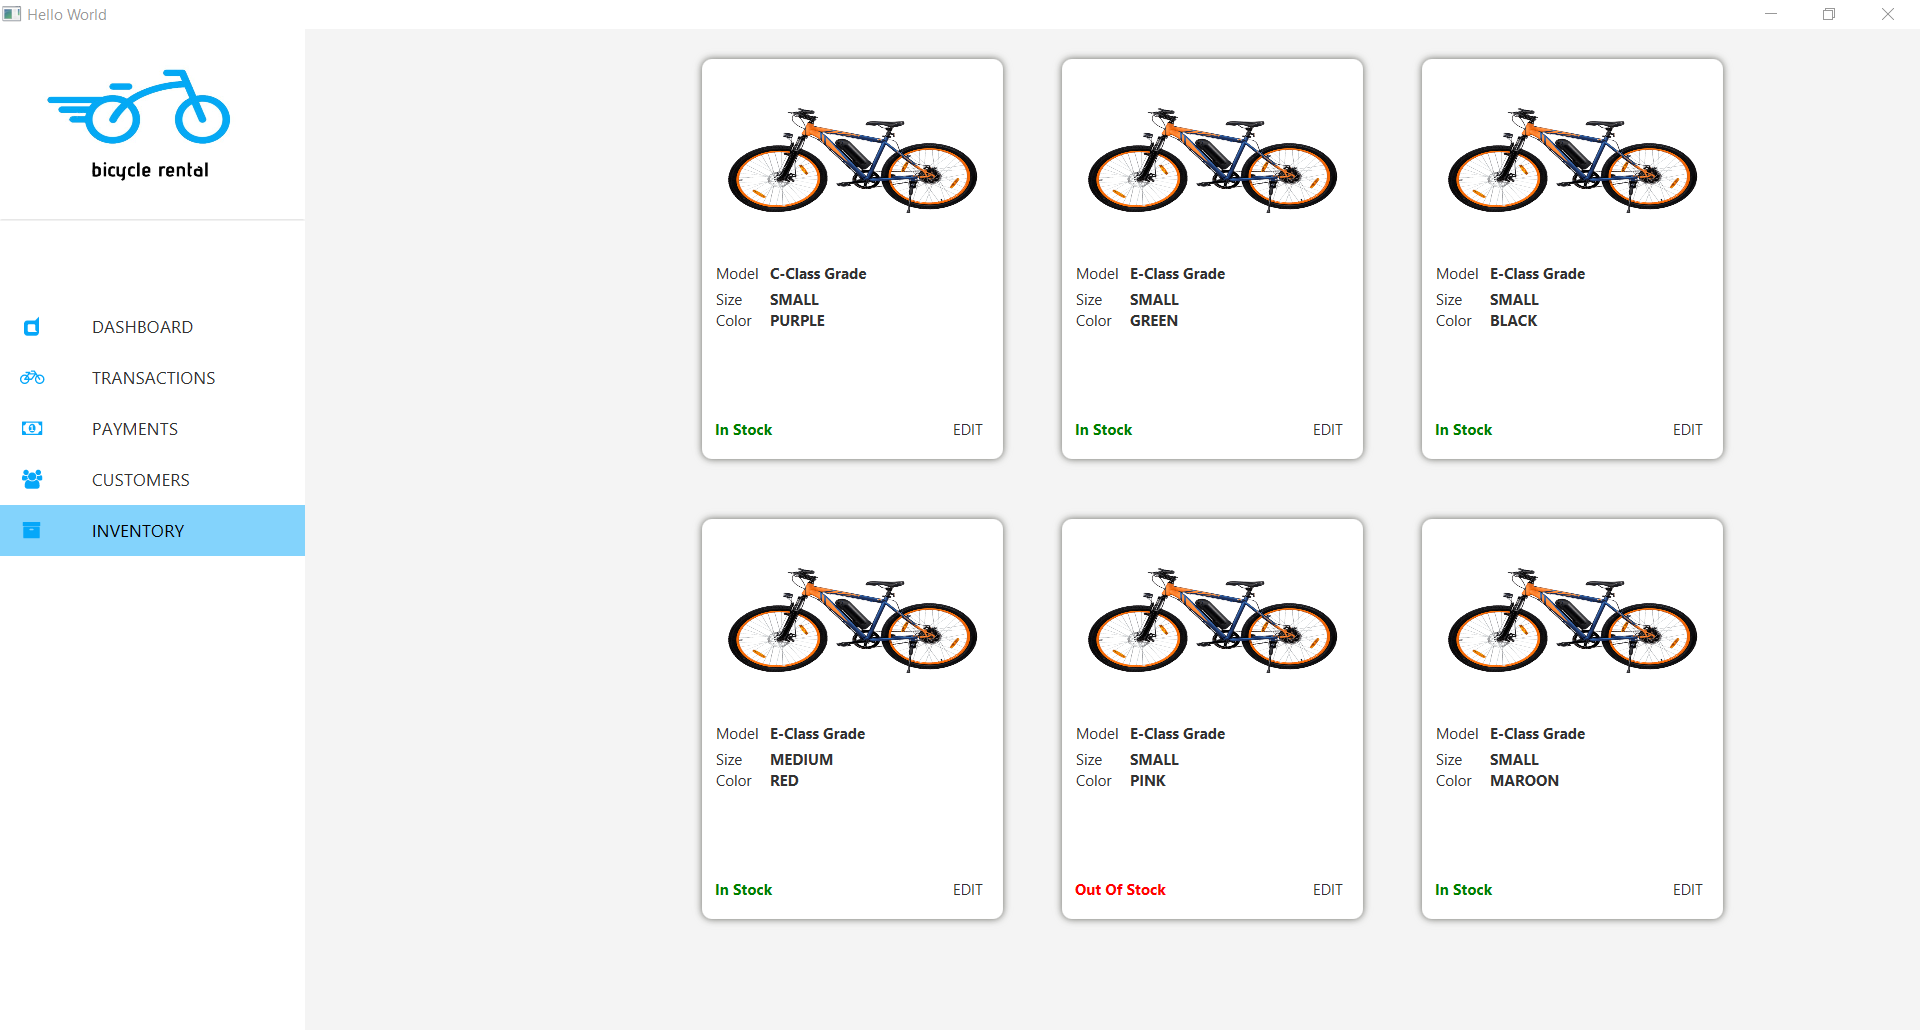 Hello World
bicycle rental
DASHBOARD
TRANSACTIONS
PAYMENTS
CUSTOMERS
INVENTORY
Model C-Class Grade
Size SMALL
Color PURPLE
In Stock EDIT
Model E-Class Grade
Size SMALL
Color GREEN
In Stock EDIT
Model E-Class Grade
Size SMALL
Color BLACK
In Stock EDIT
Model E-Class Grade
Size MEDIUM
Color RED
In Stock EDIT
Model E-Class Grade
Size SMALL
Color PINK
Out Of Stock EDIT
Model E-Class Grade
Size SMALL
Color MAROON
In Stock EDIT